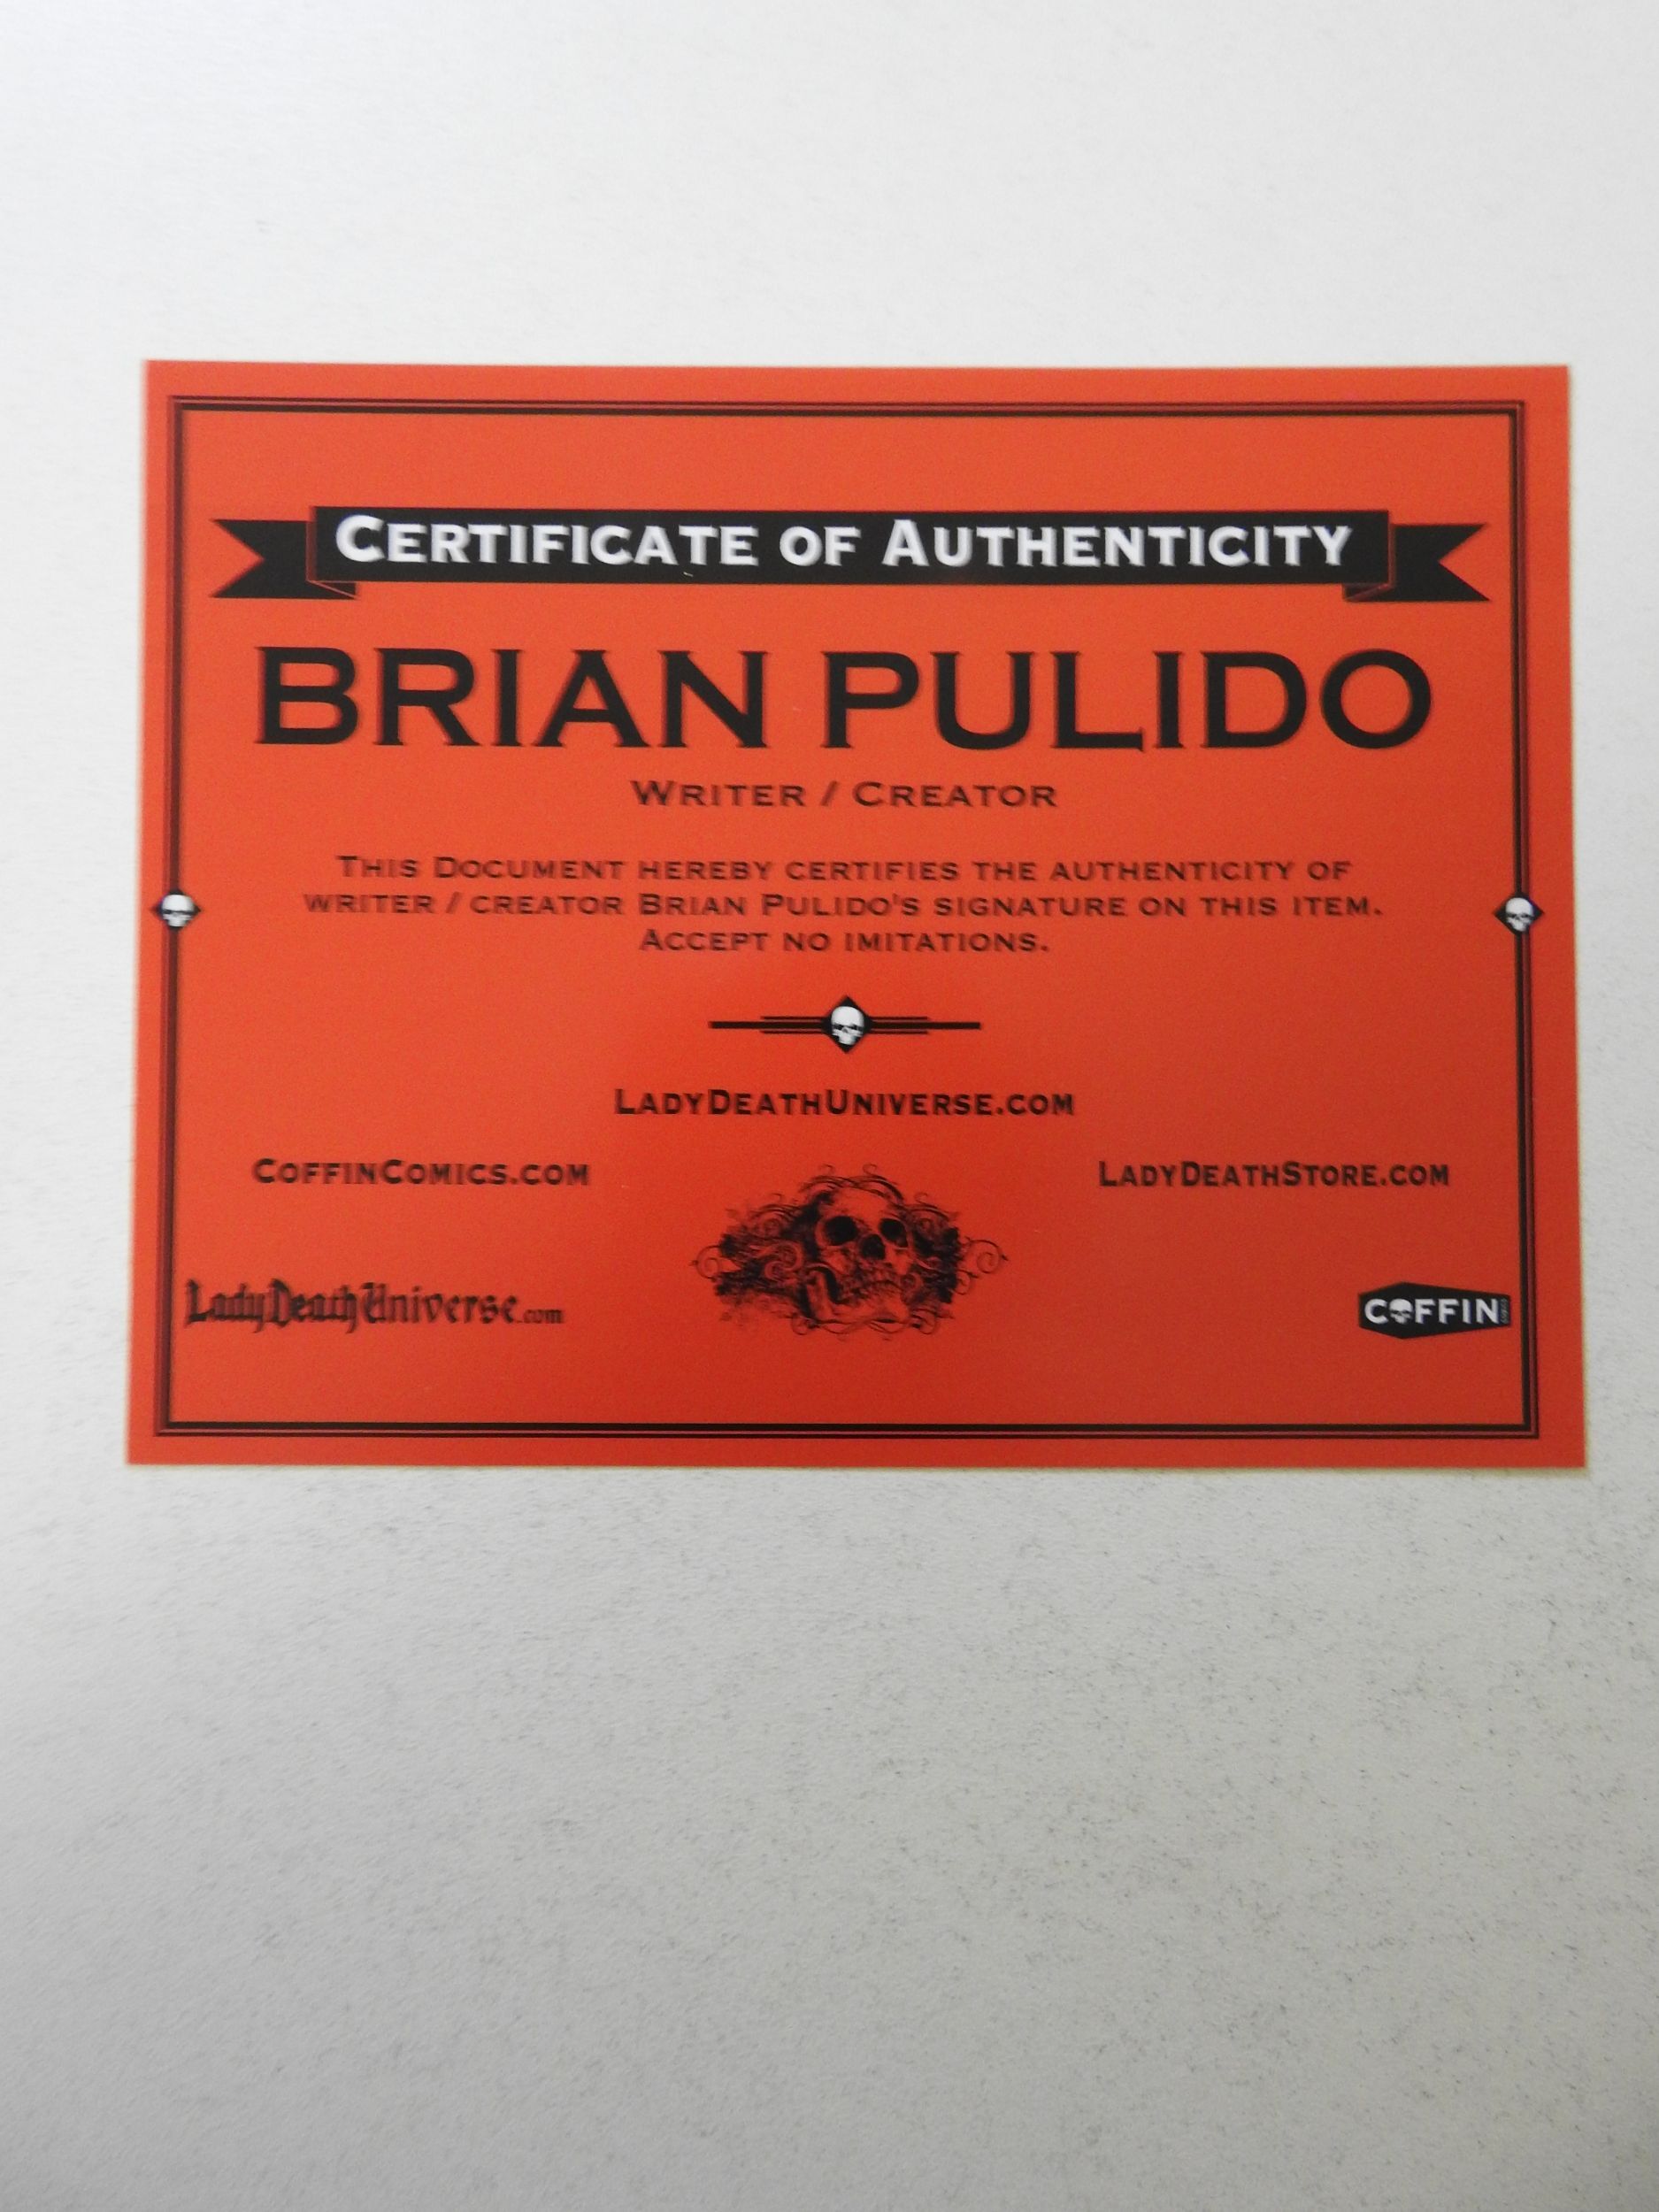 CERTIFICATE OF AUTHENTICITY
BRIAN PULIDO
WRITER / CREATOR
THIS DOCUMENT HEREBY CERTIFIES THE AUTHENTICITY OF
WRITER / CREATOR BRIAN PULIDO'S SIGNATURE ON THIS ITEM.
ACCEPT NO IMITATIONS.
LADYDEATHUNIVERSE.COM
COFFINCOMICS.COM
LADYDEATHSTORE.COM
LadyDeathUniverse.com
COFFIN